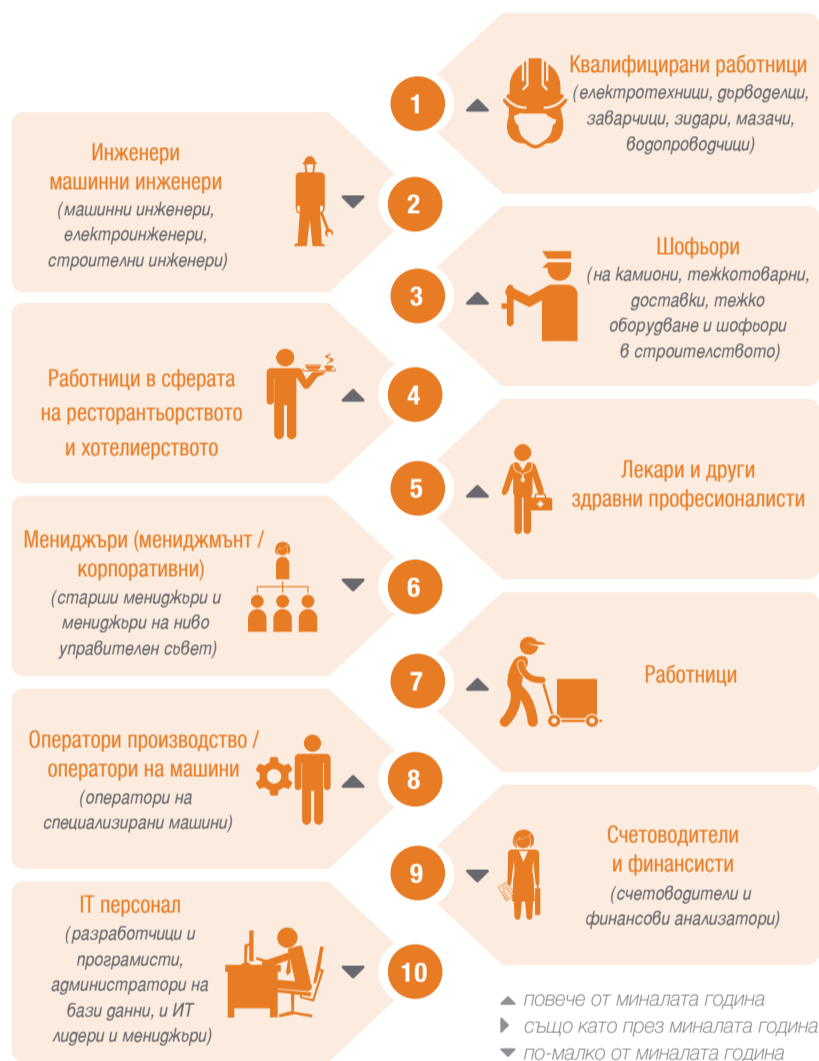 1
Квалифицирани работници
(електротехници, дърводелци,
заварчици, зидари, мазачи,
водопроводчици)
Инженери
машинни инженери
(машинни инженери,
електроинженери,
строителни инженери)
2
3
Шофьори
(на камиони, тежкотоварни,
доставки, тежко
оборудване и шофьори
в строителството)
Работници в сферата
на ресторантьорството
и хотелиерството
4
5
Лекари и други
здравни професионалисти
Мениджъри (мениджмънт /
корпоративни)
(старши мениджъри и
мениджъри на ниво
управителен съвет)
6
7
Работници
Оператори производство /
оператори на машини
(оператори на
специализирани машини)
8
9
Счетоводители
и финансисти
(счетоводители и
финансови анализатори)
IT персонал
(разработчици и
програмисти,
администратори на
бази данни, и ИТ
лидери и мениджъри)
10
повече от миналата година
също като през миналата година
по-малко от миналата година